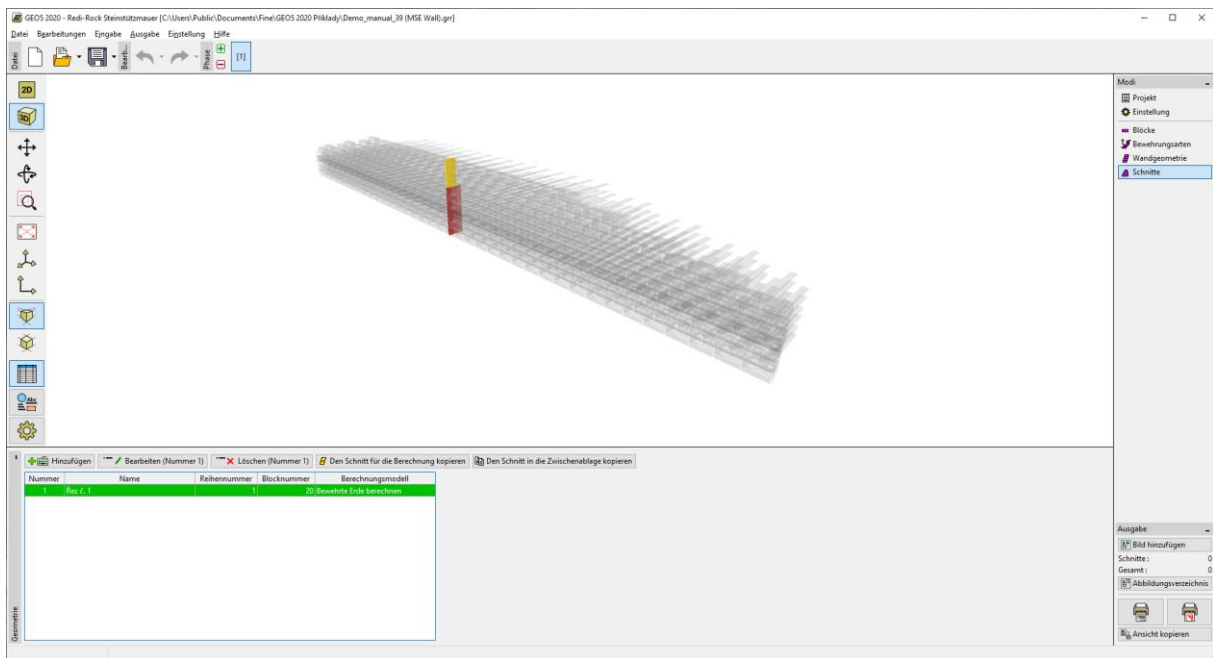 GEO5 2020 - Redi-Rock Steinstützmauer [C:\Users\Public\Documents\Fine\GEO5 2020 Příklady\Demo_manual_39 (MSE Wall).grr]
Datei Bearbeitungen Eingabe Ausgabe Einstellung Hilfe
Datei
Bearb...
Phase
[1]
2D
3D
Abc
Modi
Projekt
Einstellung
Blöcke
Bewehrungsarten
Wandgeometrie
Schnitte
Hinzufügen Bearbeiten (Nummer 1) Löschen (Nummer 1) Den Schnitt für die Berechnung kopieren Den Schnitt in die Zwischenablage kopieren
Nummer Name Reihennummer Blocknummer Berechnungsmodell
1 Řez č. 1 1 20 Bewehrte Erde berechnen
Geometrie
Ausgabe
Bild hinzufügen
Schnitte : 0
Gesamt : 0
Abbildungsverzeichnis
Ansicht kopieren